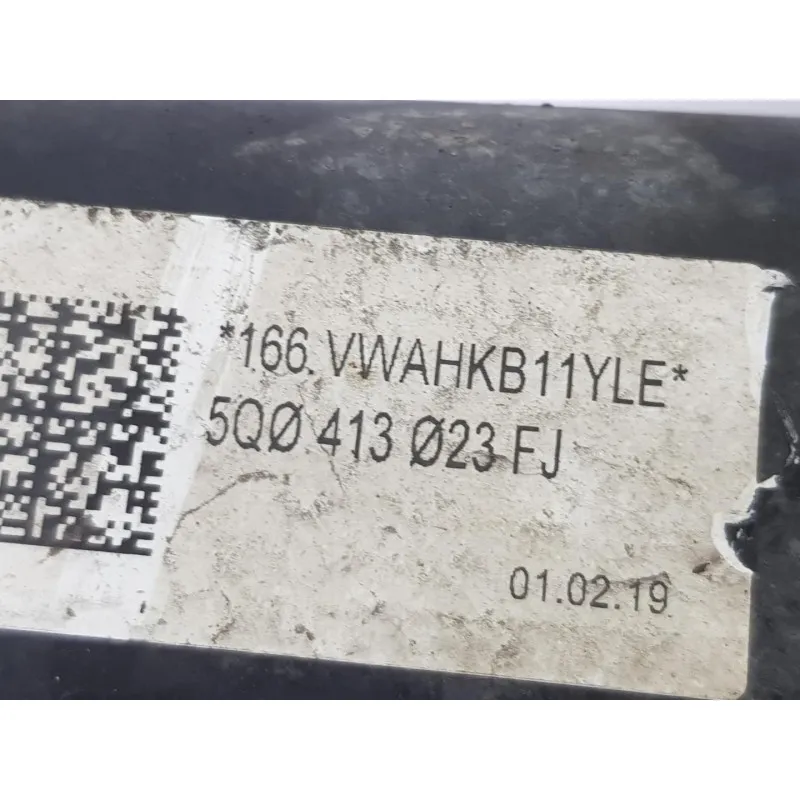 *166.VWAHKB11YLE*
5QØ 413 Ø23 FJ
01.02.19